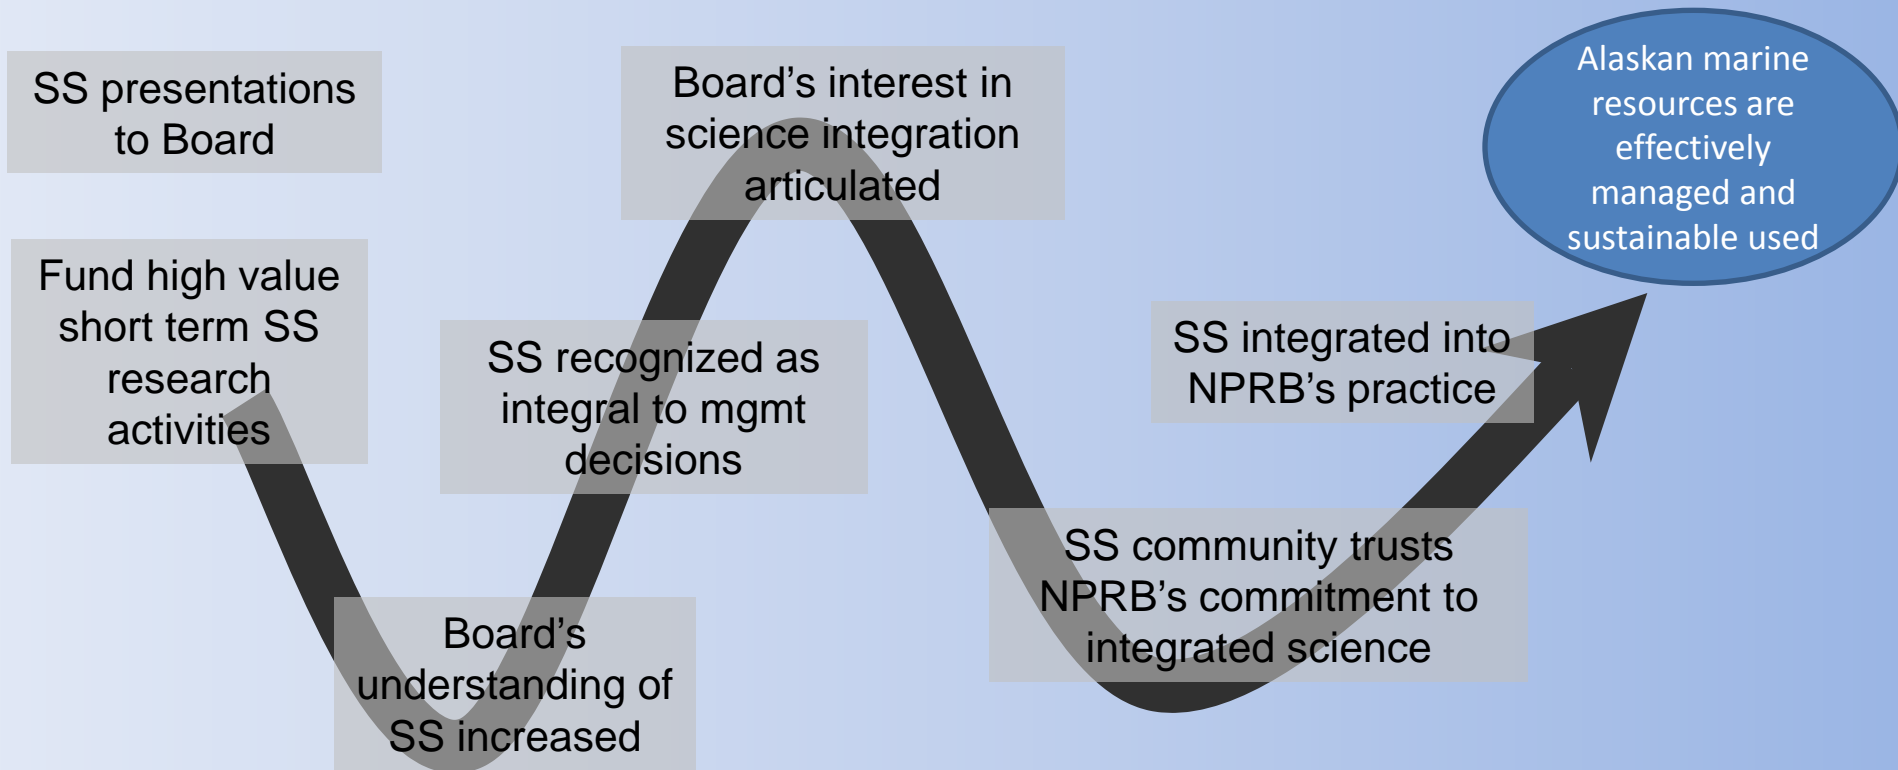 SS presentations
to Board
Fund high value
short term SS
research
activities
Board's
understanding of
SS increased
SS recognized as
integral to mgmt
decisions
Board's interest in
science integration
articulated
SS community trusts
NPRB's commitment to
integrated science
SS integrated into
NPRB's practice
Alaskan marine
resources are
effectively
managed and
sustainable used